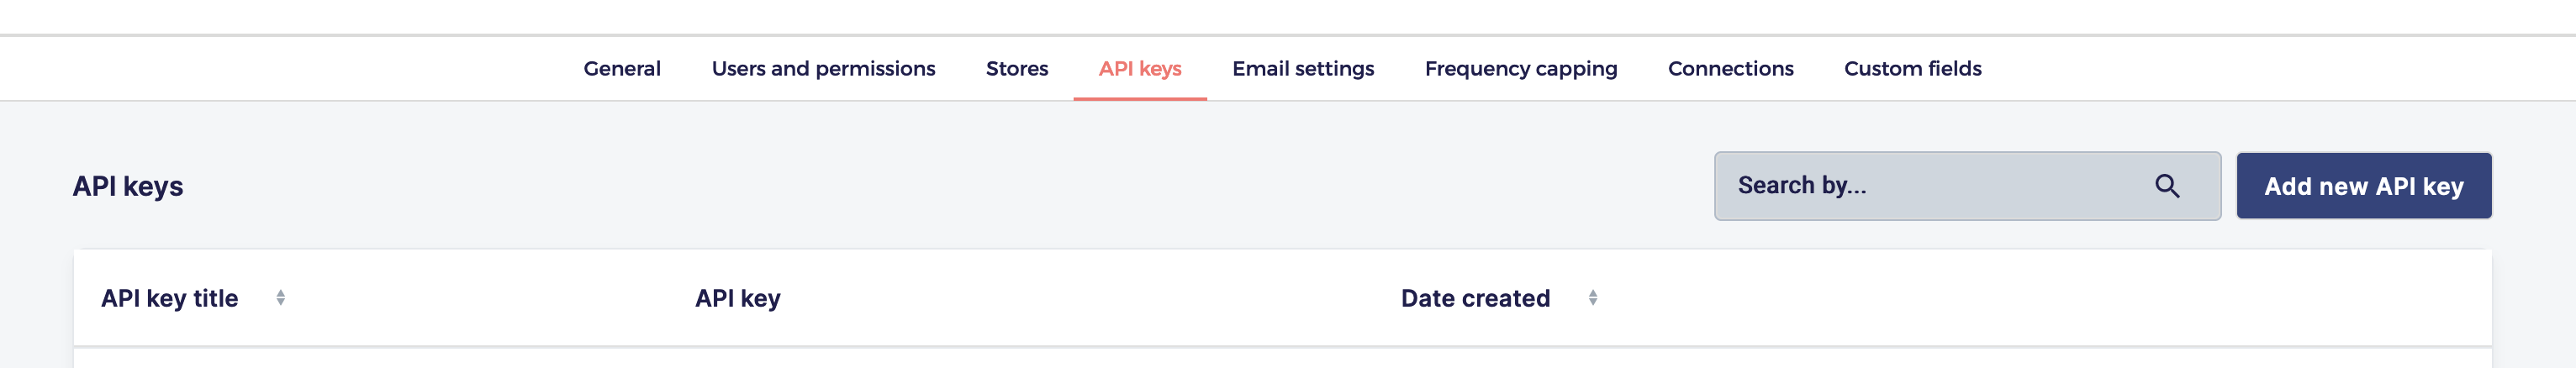 General Users and permissions Stores API keys Email settings Frequency capping Connections Custom fields
API keys Search by... Add new API key
API key title API key Date created